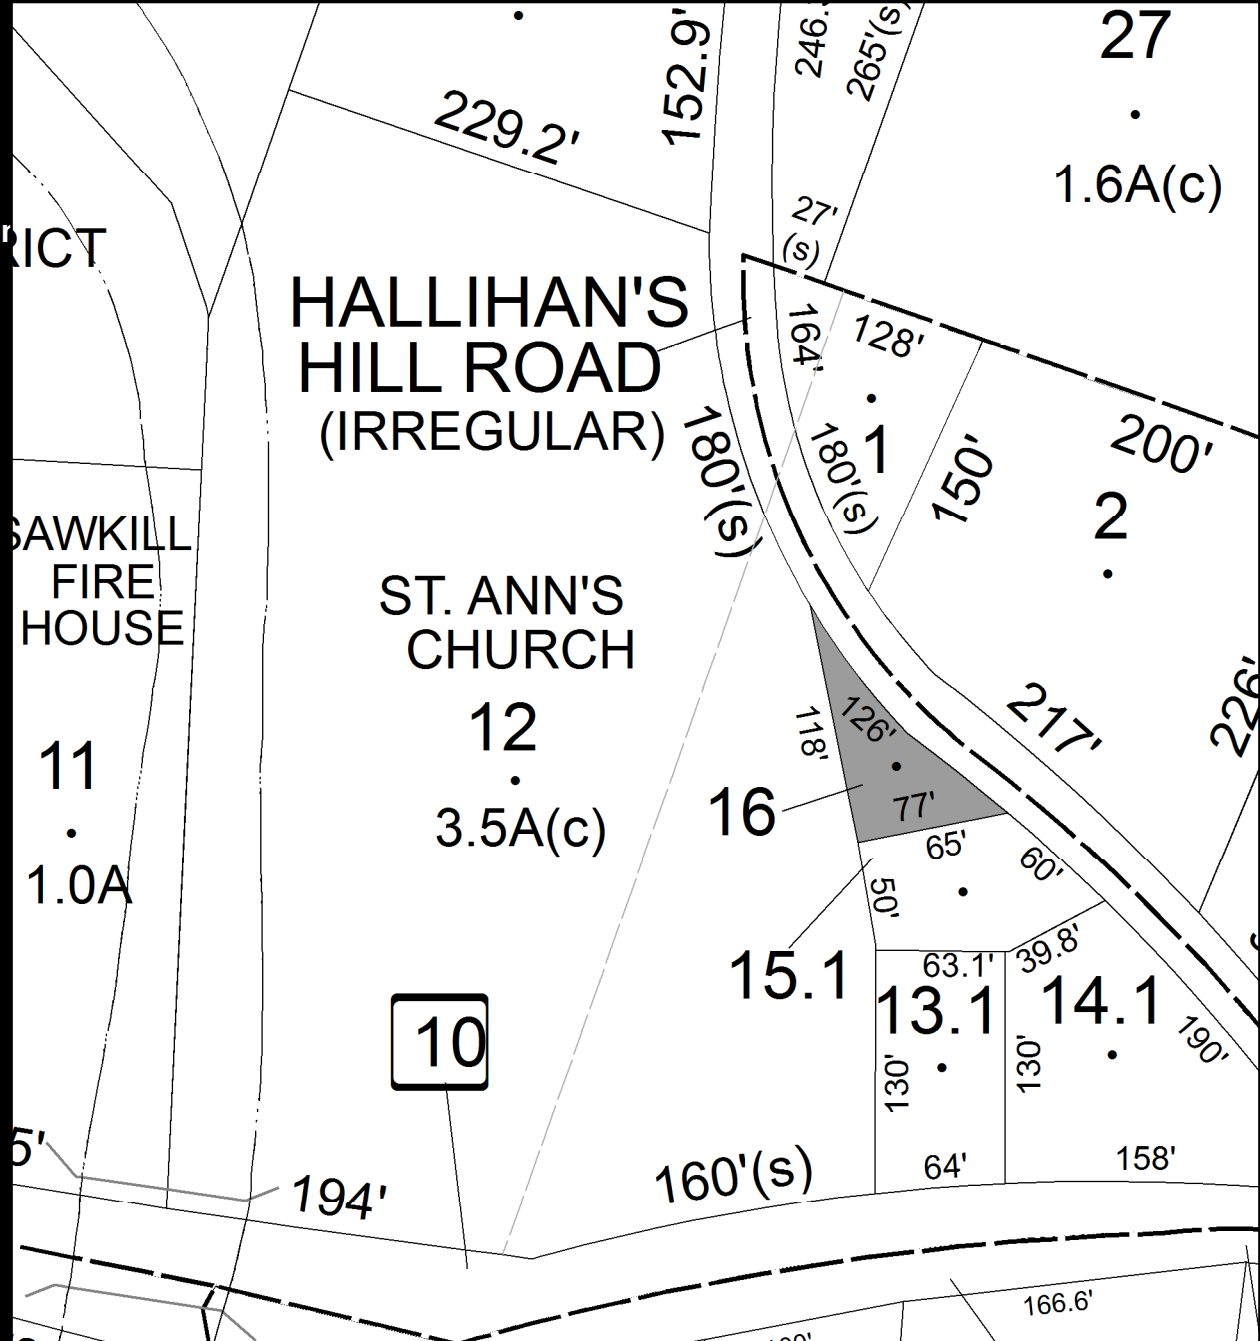 27
1.6A(c)
152.9'
265'(s)
229.2'
27'
(s)
RICT
HALLIHAN'S
HILL ROAD
(IRREGULAR)
164'
128'
1
180'(s)
180'(s)
150'
200'
2
SAWKILL
FIRE
HOUSE
11
1.0A
ST. ANN'S
CHURCH
12
3.5A(c)
217'
226'
118'
126'
16
77'
65'
60'
50'
15.1
63.1'
39.8'
13.1
14.1
130'
130'
190'
10
194'
160'(s)
64'
158'
166.6'